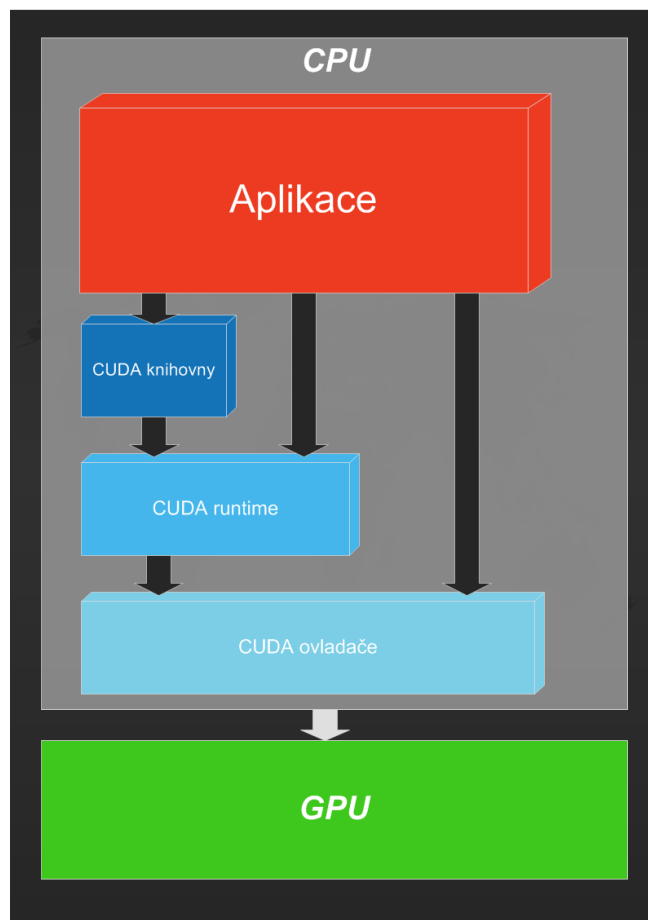 CPU
Aplikace
CUDA knihovny
CUDA runtime
CUDA ovladače
GPU